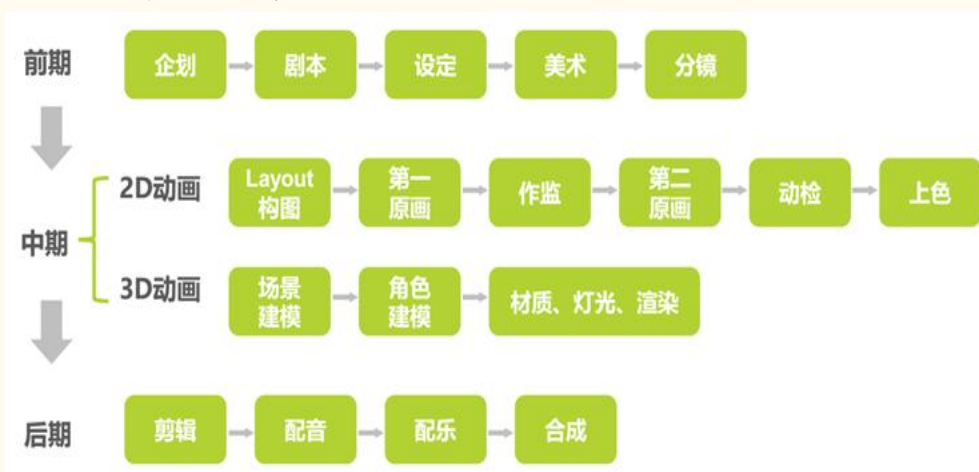 前期
企划
剧本
设定
美术
分镜
中期
2D动画
Layout
构图
第一
原画
作监
第二
原画
动检
上色
3D动画
场景
建模
角色
建模
材质、灯光、渲染
后期
剪辑
配音
配乐
合成